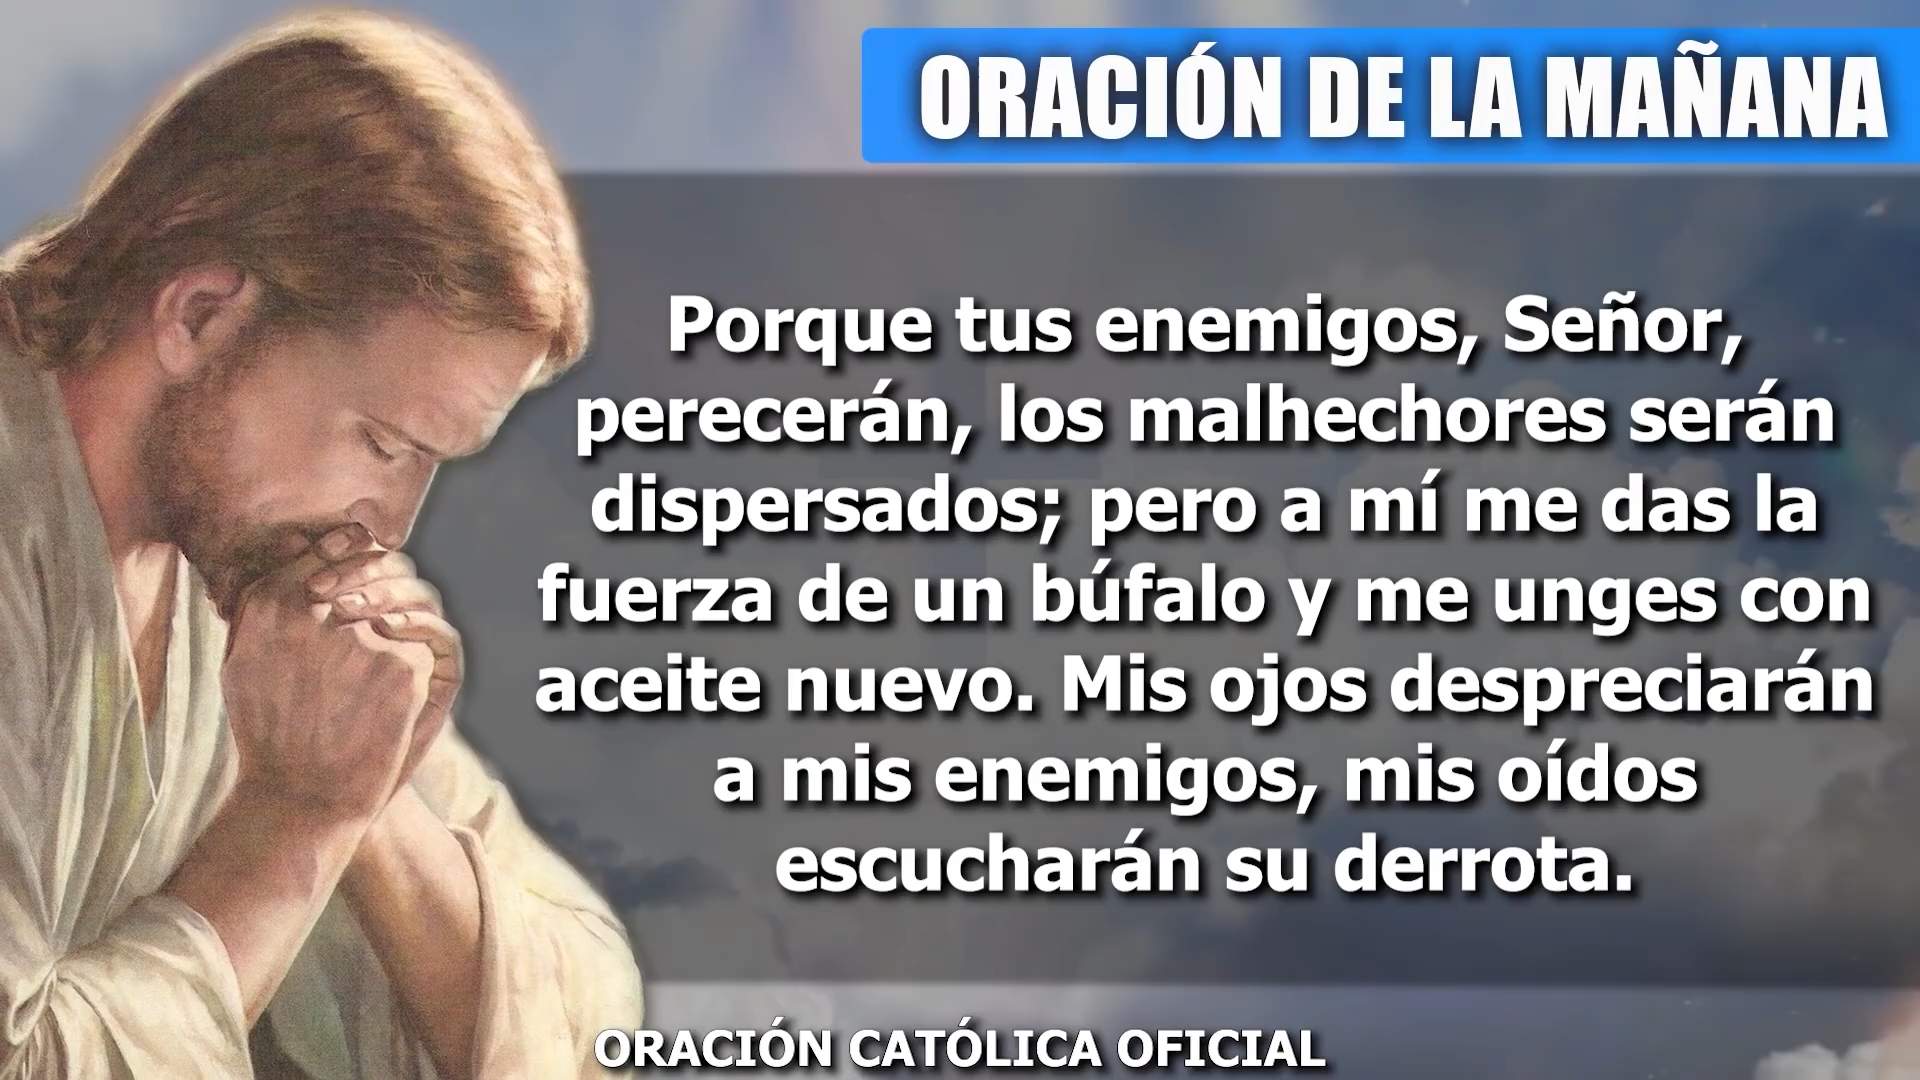 ORACIÓN DE LA MAÑANA
Porque tus enemigos, Señor,
perecerán, los malhechores serán
dispersados; pero a mí me das la
fuerza de un búfalo y me unges con
aceite nuevo. Mis ojos despreciarán
a mis enemigos, mis oídos
escucharán su derrota.
ORACIÓN CATÓLICA OFICIAL